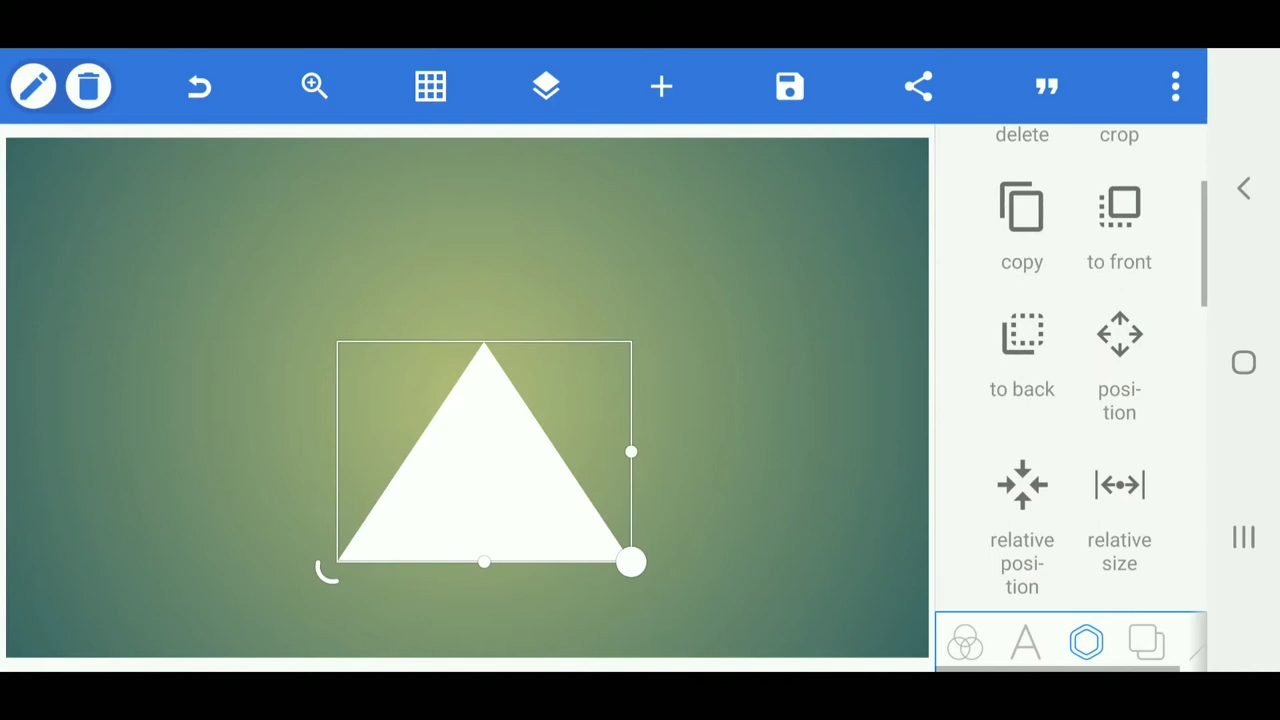 delete
crop
copy
to front
to back
posi-
tion
relative
posi-
tion
relative
size